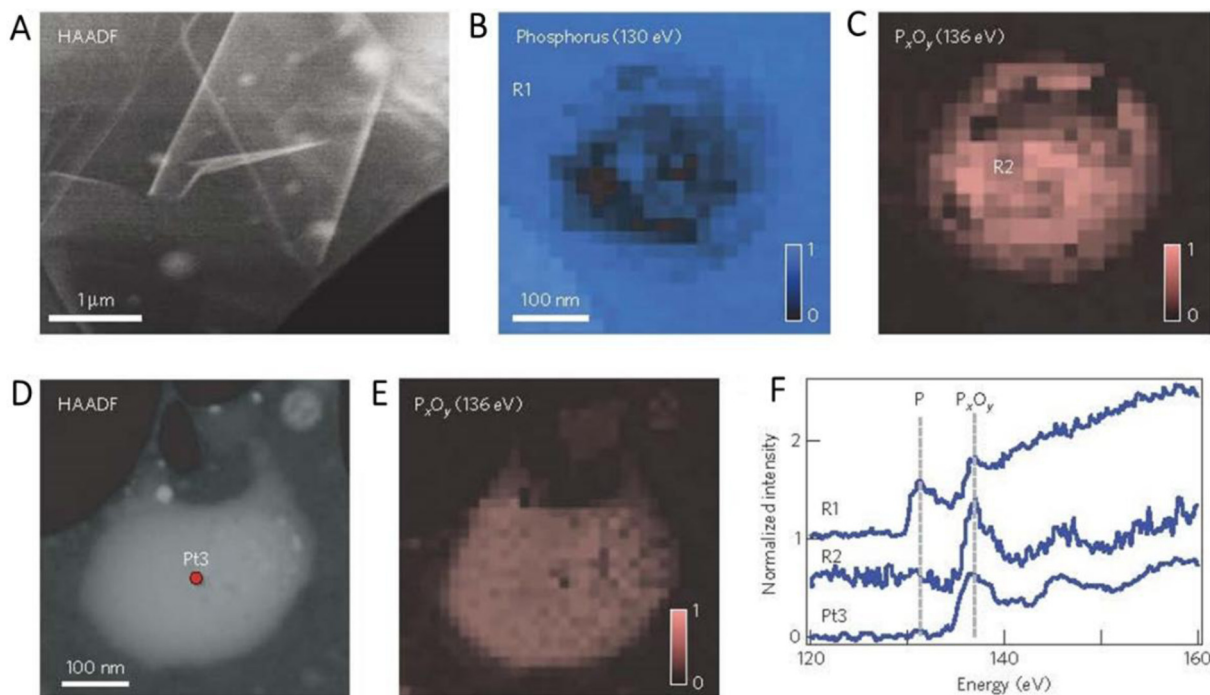 A
HAADF
1 μm
B
Phosphorus (130 eV)
R1
100 nm
1
0
C
PxOy (136 eV)
R2
1
0
D
HAADF
Pt3
100 nm
E
PxOy (136 eV)
1
0
F
P
PxOy
Normalized intensity
2
1
0
R1
R2
Pt3
120
140
160
Energy (eV)